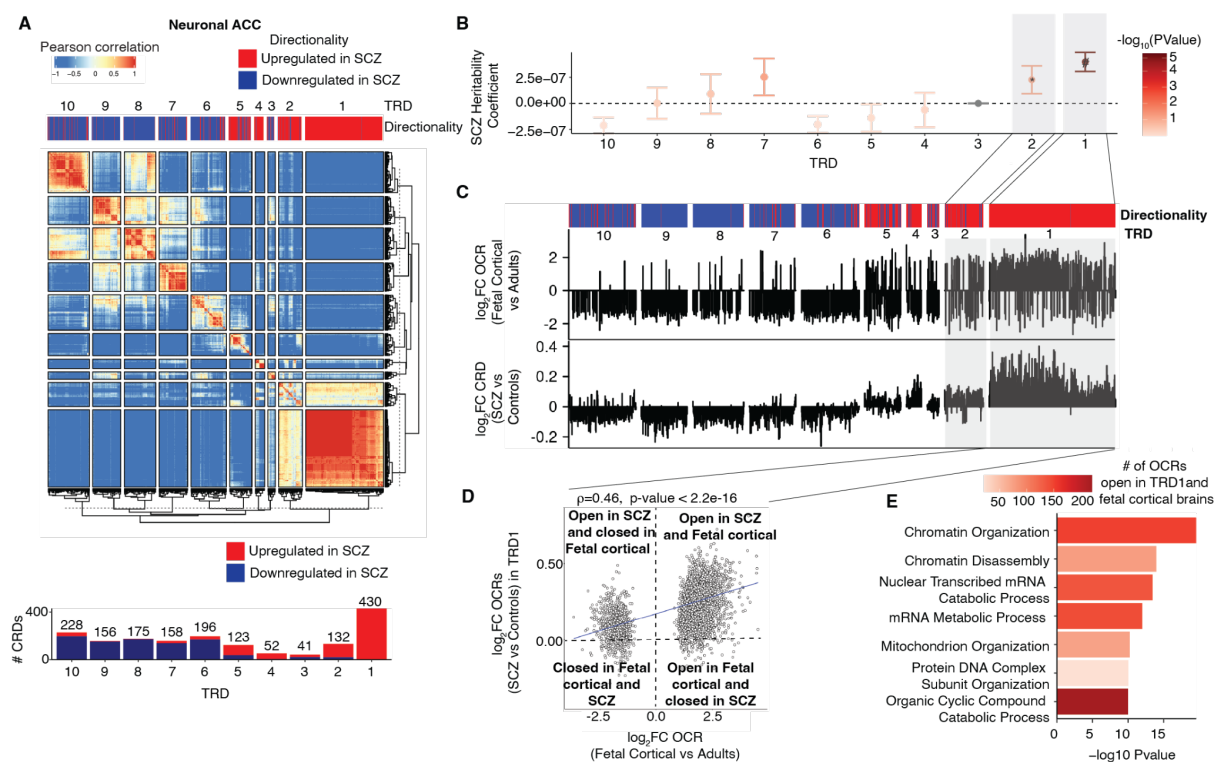 A
Neuronal ACC
Pearson correlation
-1 -0.5 0 0.5 1
Directionality
Upregulated in SCZ
Downregulated in SCZ
10 9 8 7 6 5 4 3 2 1 TRD
Directionality
Upregulated in SCZ
Downregulated in SCZ
# CRDs
400
0
228 156 175 158 196 123 52 41 132 430
10 9 8 7 6 5 4 3 2 1
TRD
B
SCZ Heritability
Coefficient
2.5e-07
0.0e+00
-2.5e-07
10 9 8 7 6 5 4 3 2 1
TRD
-log10(PValue)
5
4
3
2
1
C
Directionality
10 9 8 7 6 5 4 3 2 1 TRD
log2FC OCR
(Fetal Cortical
vs Adults)
2
0
-2
log2FC CRD
(SCZ vs
Controls)
0.4
0.2
0
-0.2
D
ρ=0.46, p-value < 2.2e-16
Open in SCZ
and closed in
Fetal cortical
Open in SCZ
and Fetal cortical
log2FC OCRs
(SCZ vs Controls) in TRD1
0.50
0.00
Closed in Fetal
cortical and
SCZ
Open in Fetal
cortical and
closed in SCZ
-2.5 0.0 2.5
log2FC OCR
(Fetal Cortical vs Adults)
# of OCRs
open in TRD1and
fetal cortical brains
50 100 150 200
E
Chromatin Organization
Chromatin Disassembly
Nuclear Transcribed mRNA
Catabolic Process
mRNA Metabolic Process
Mitochondrion Organization
Protein DNA Complex
Subunit Organization
Organic Cyclic Compound
Catabolic Process
0 5 10 15
−log10 Pvalue